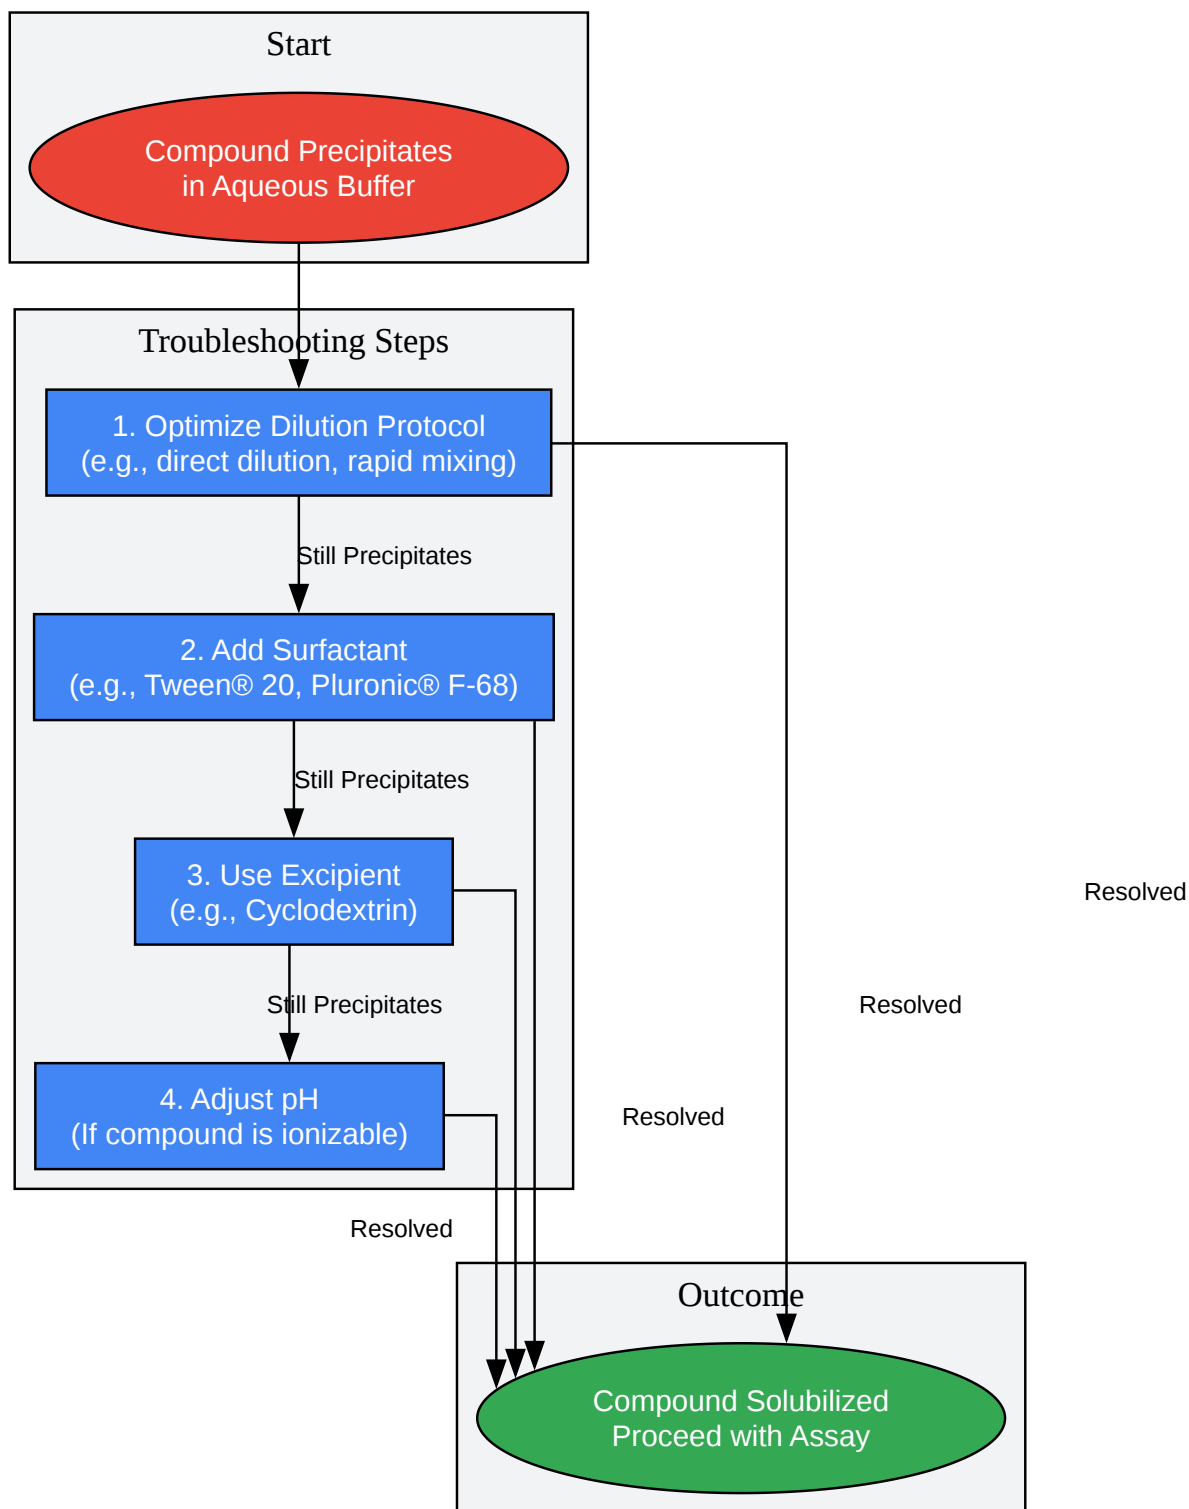 Start
Compound Precipitates
in Aqueous Buffer
Troubleshooting Steps
1. Optimize Dilution Protocol
(e.g., direct dilution, rapid mixing)
Still Precipitates
2. Add Surfactant
(e.g., Tween® 20, Pluronic® F-68)
Still Precipitates
3. Use Excipient
(e.g., Cyclodextrin)
Resolved
Still Precipitates
Resolved
4. Adjust pH
(If compound is ionizable)
Resolved
Resolved
Outcome
Compound Solubilized
Proceed with Assay